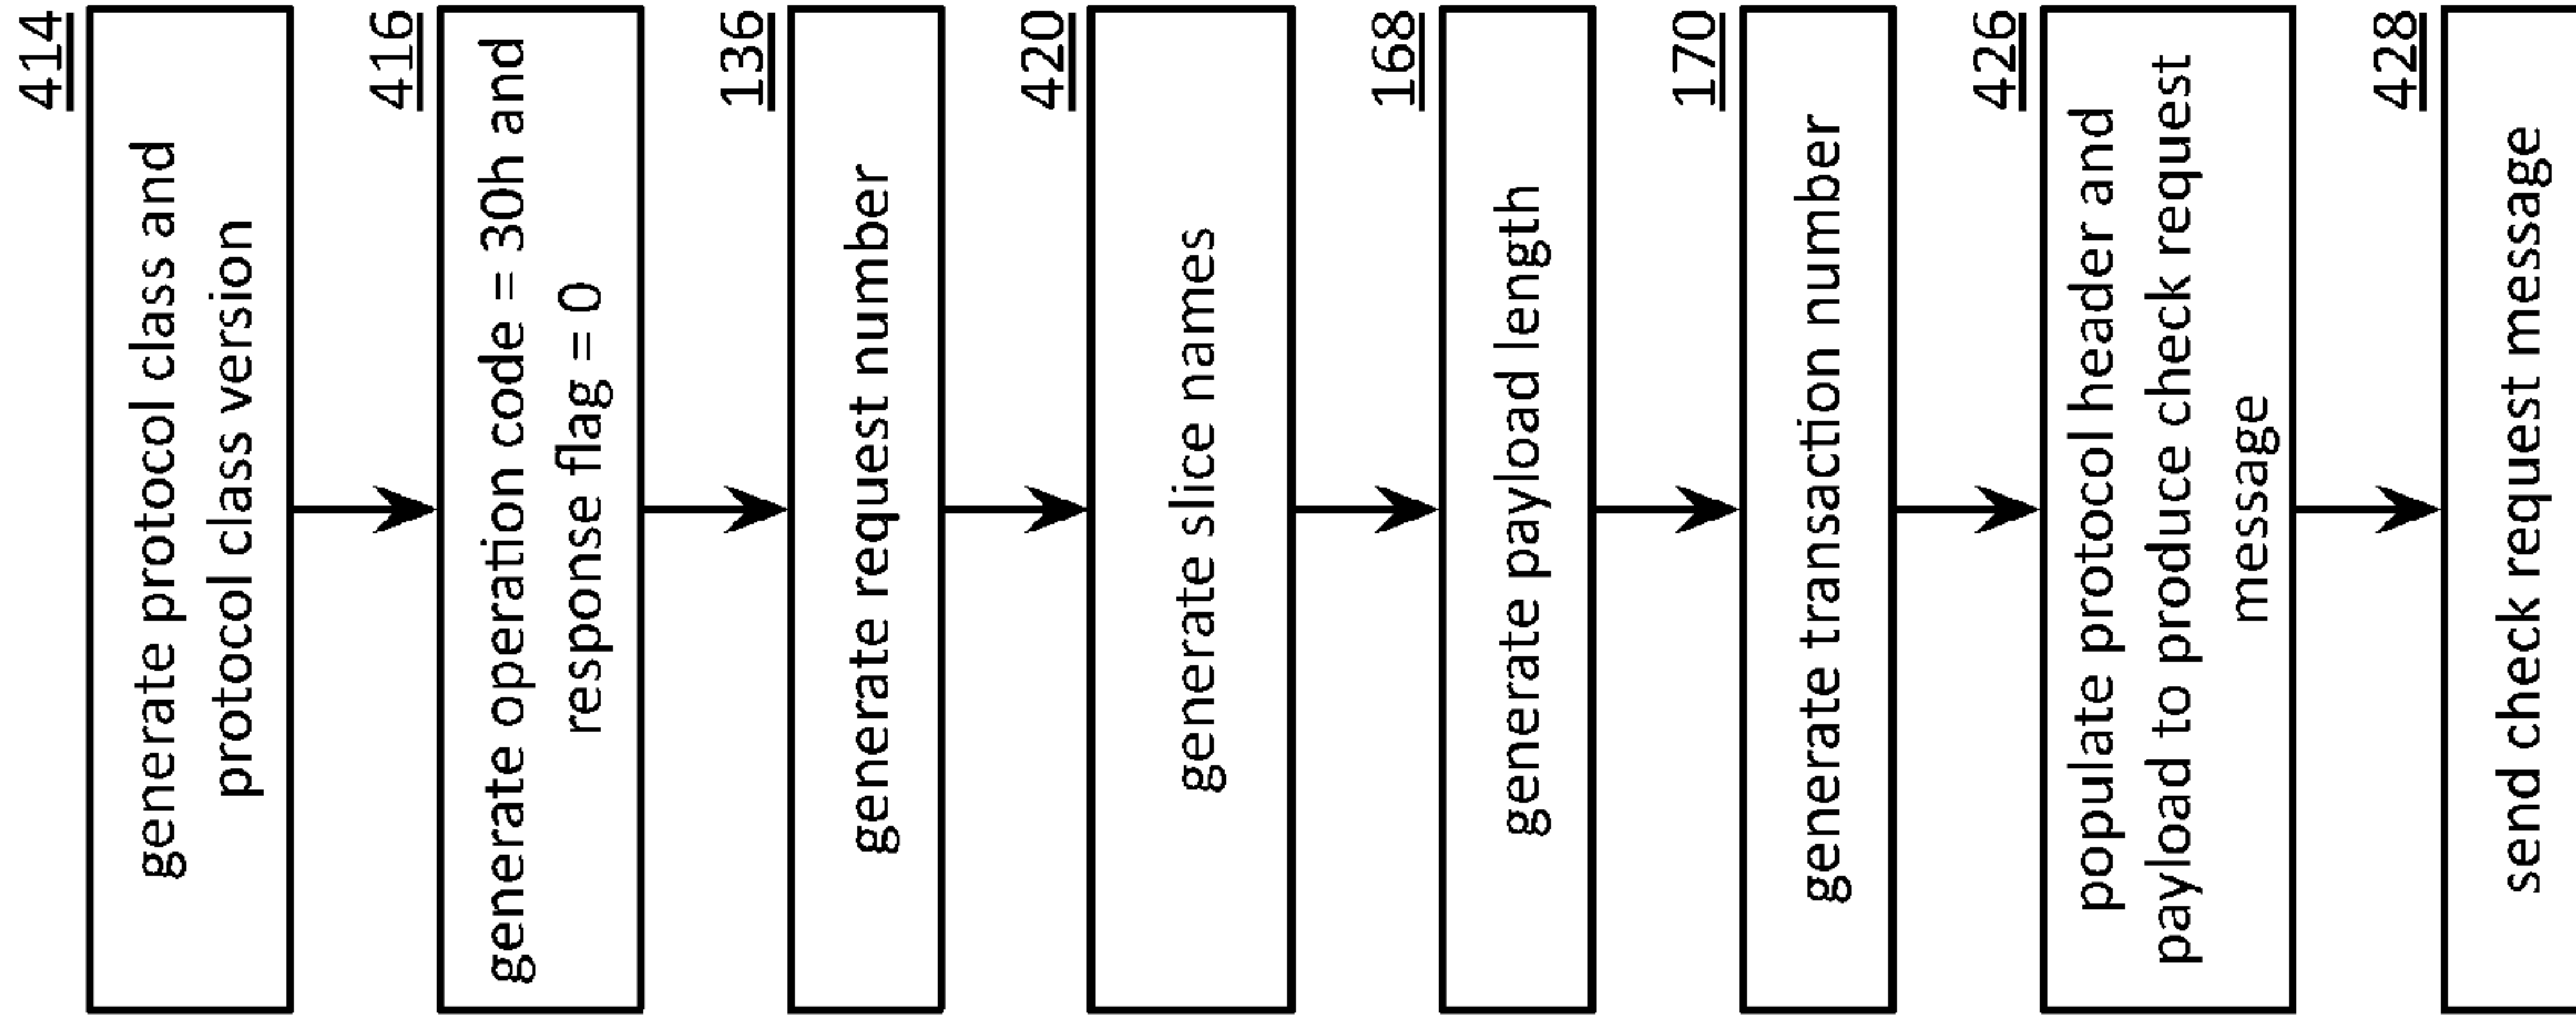 414
generate protocol class and
protocol class version
416
generate operation code = 30h and
response flag = 0
136
generate request number
420
generate slice names
168
generate payload length
170
generate transaction number
426
populate protocol header and
payload to produce check request
message
428
send check request message